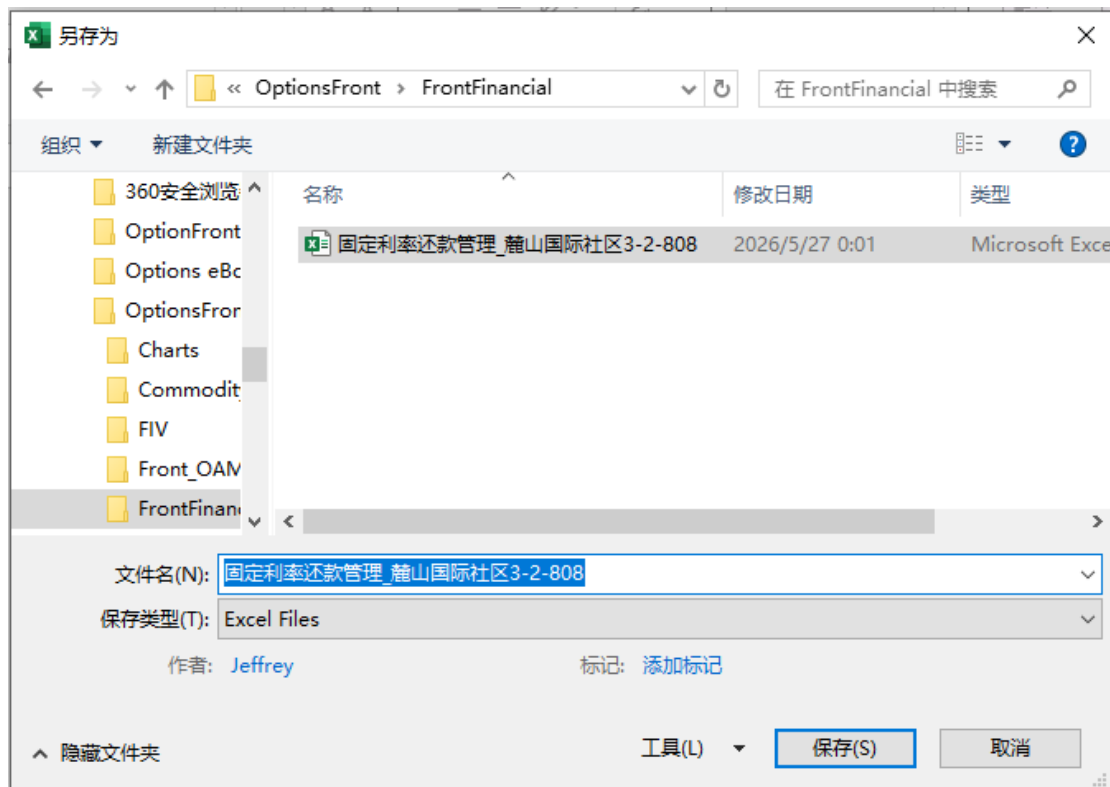 另存为
« OptionsFront › FrontFinancial
在 FrontFinancial 中搜索
组织
新建文件夹
名称
修改日期
类型
360安全浏览
OptionFront
Options eBc
OptionsFror
Charts
Commodit
FIV
Front_OAM
FrontFinan
固定利率还款管理_麓山国际社区3-2-808
2026/5/27 0:01
Microsoft Exce
文件名(N):
固定利率还款管理_麓山国际社区3-2-808
保存类型(T):
Excel Files
作者:
Jeffrey
标记:
添加标记
隐藏文件夹
工具(L)
保存(S)
取消